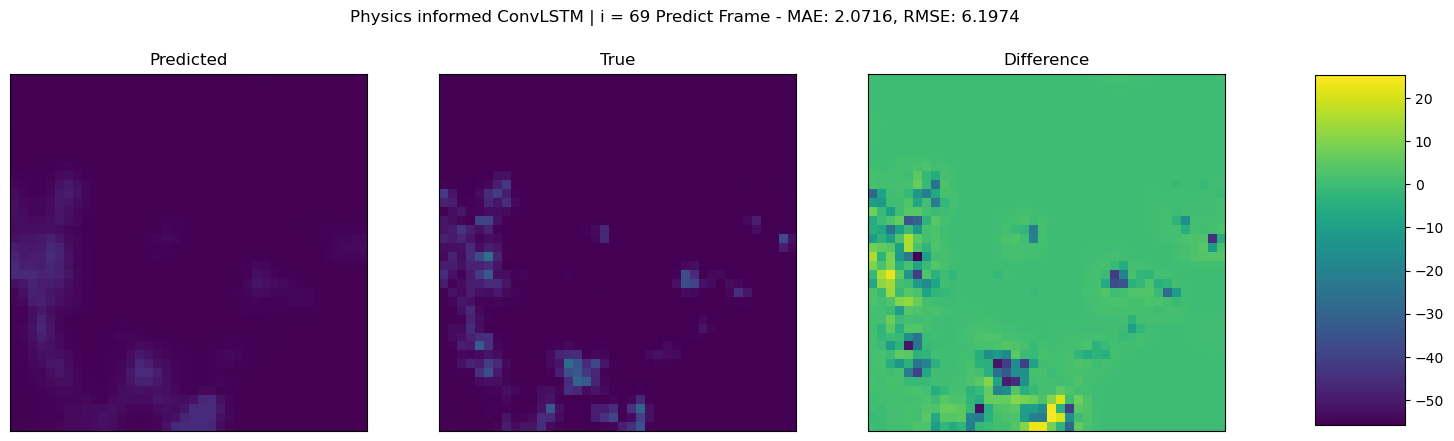 Physics informed ConvLSTM | i = 69 Predict Frame - MAE: 2.0716, RMSE: 6.1974
Predicted
True
Difference
20
10
0
−10
−20
−30
−40
−50